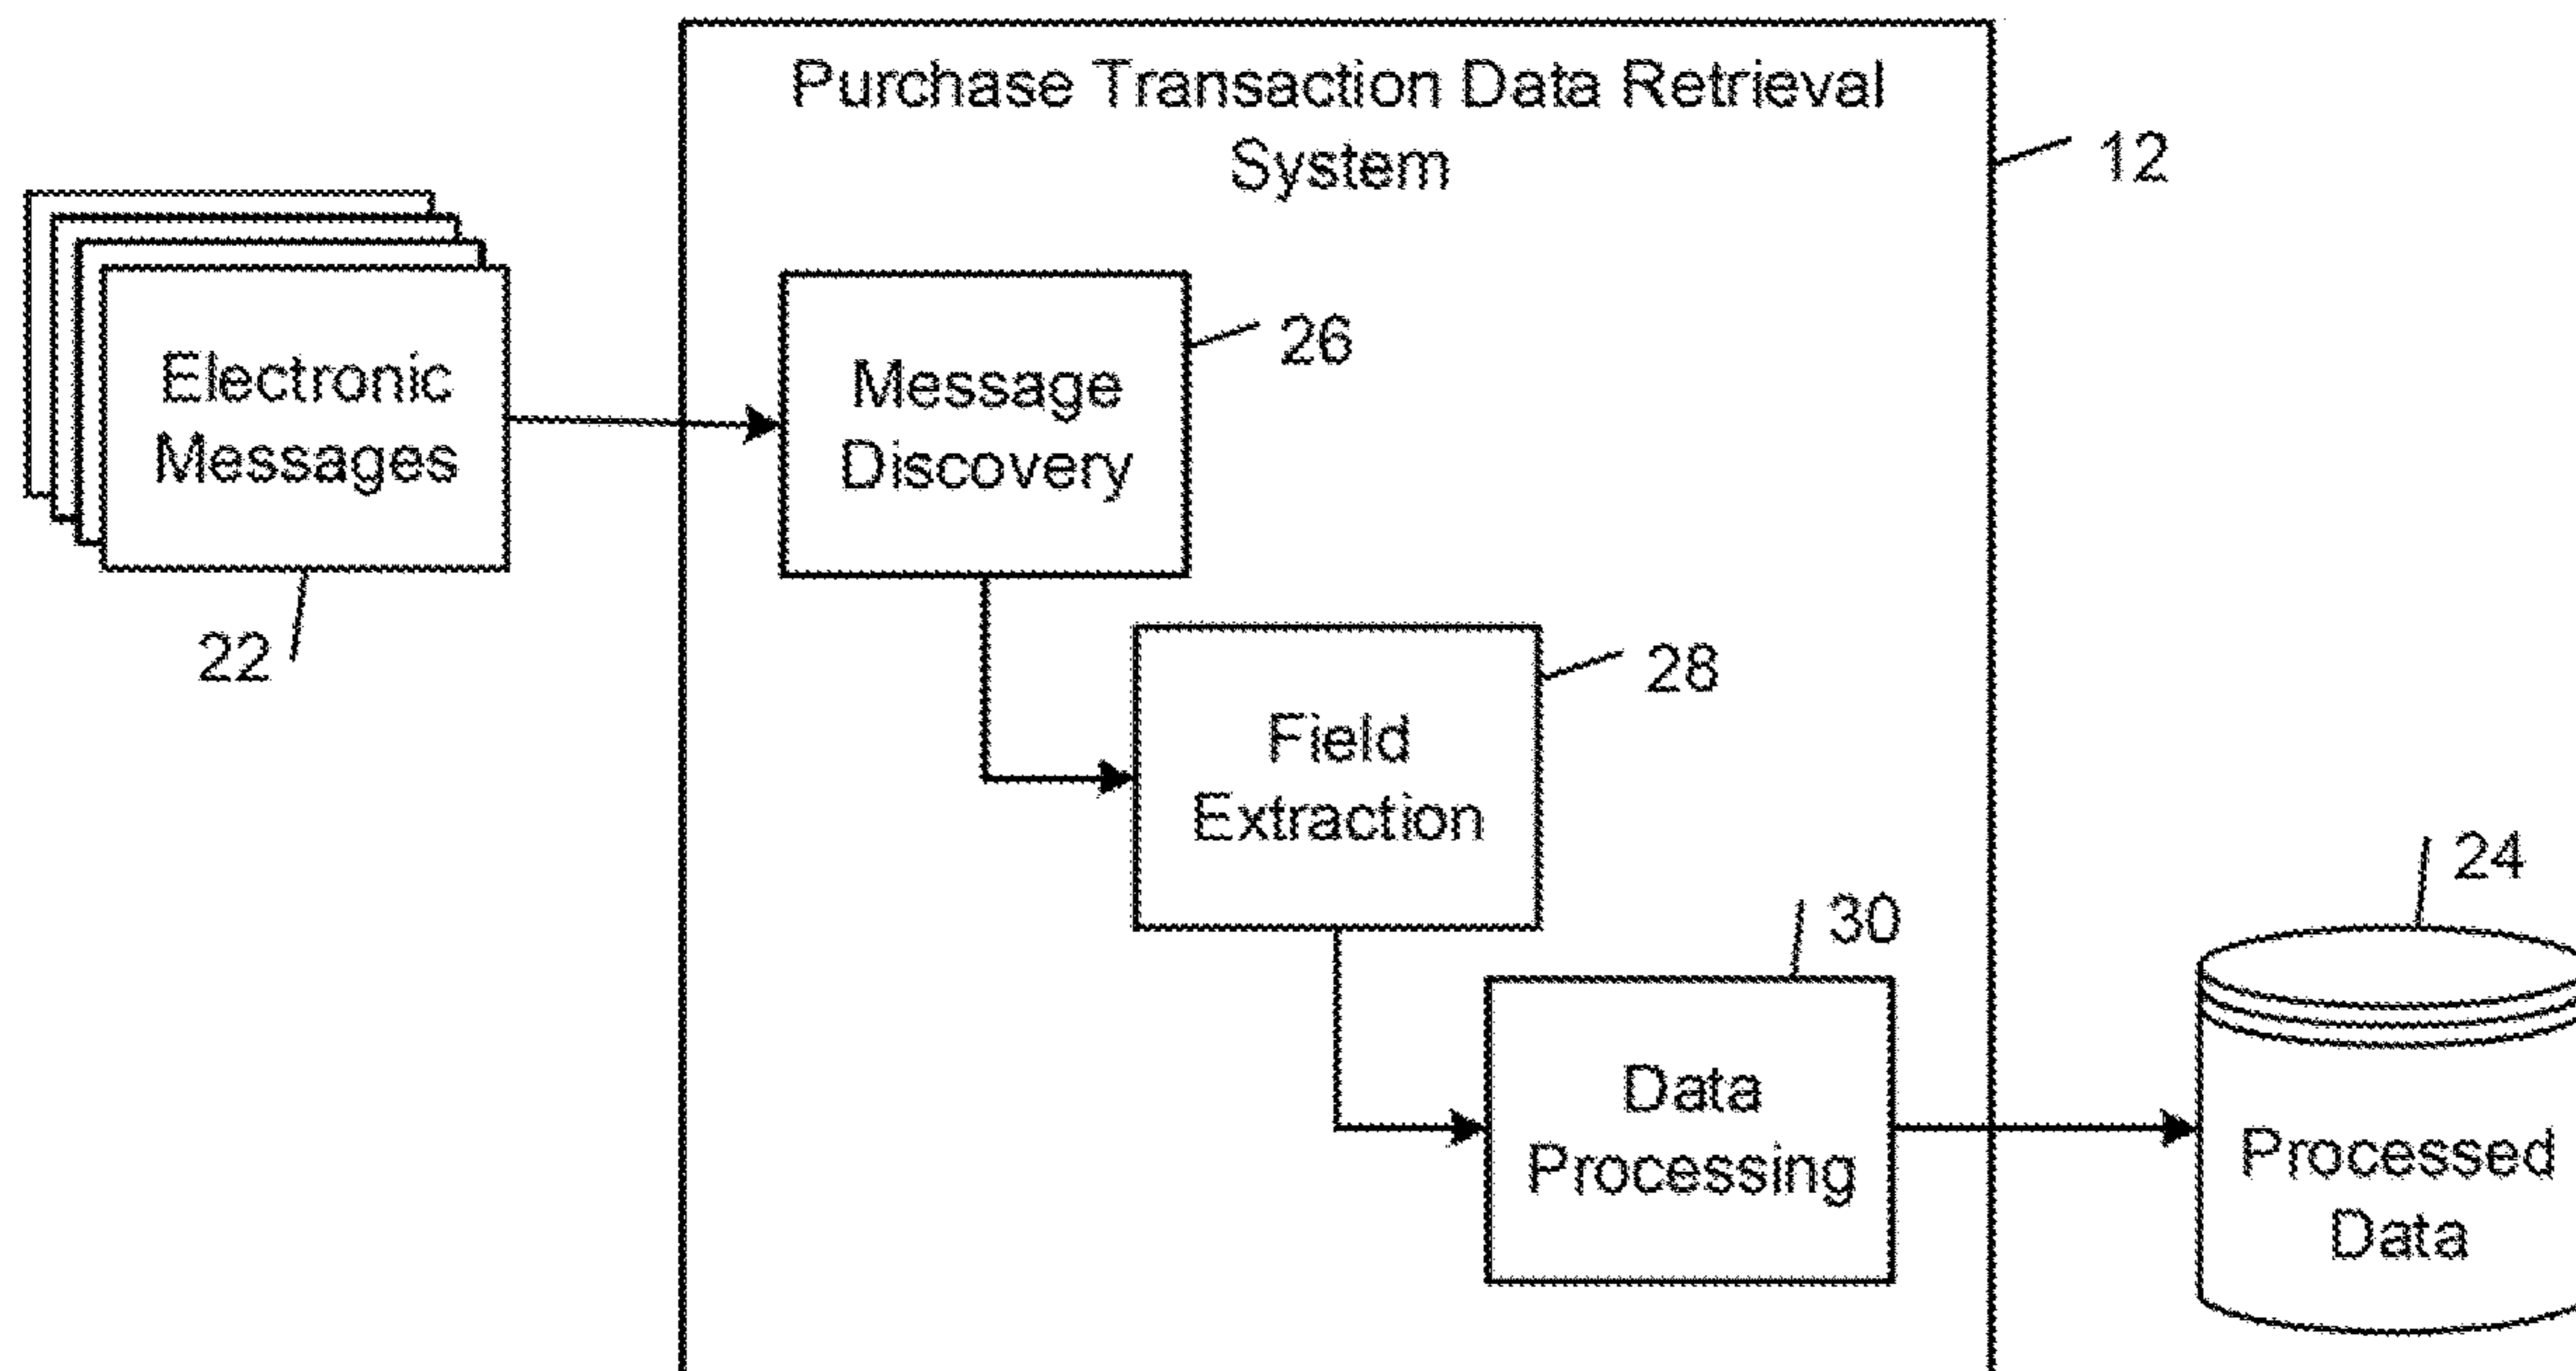 Purchase Transaction Data Retrieval
System
12
Electronic
Messages
22
Message
Discovery
26
Field
Extraction
28
Data
Processing
30
Processed
Data
24